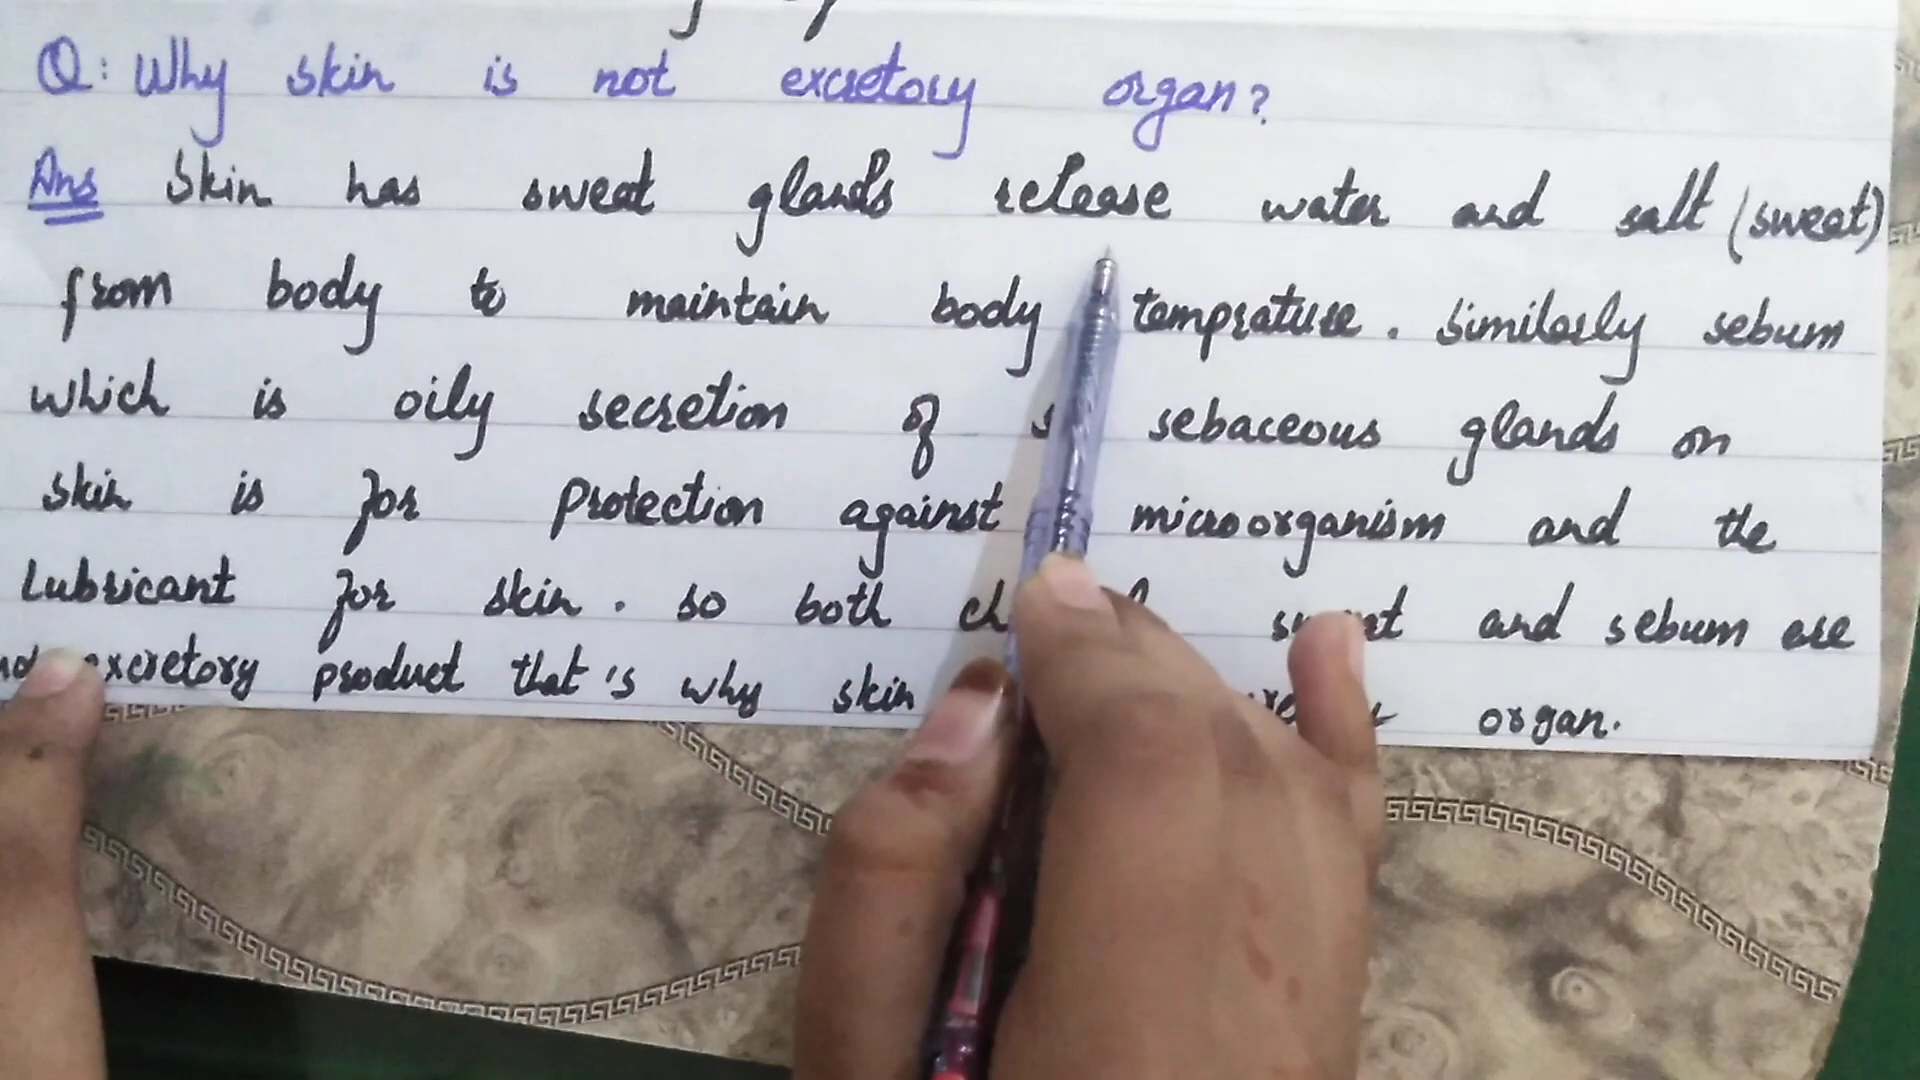 Q: Why skin is not excretory organ?
Ans Skin has sweat glands release water and salt (sweat)
from body to maintain body temprature. Similarly sebum
which is oily secretion of sebaceous glands on
skin is for Protection against microorganism and the
Lubricant for skin. so both and sebum are
excretory product that's why skin organ.